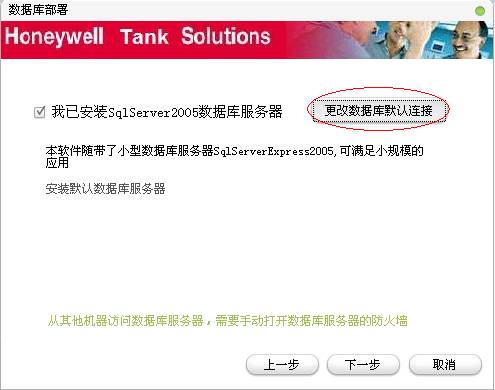 数据库部署
Honeywell Tank Solutions
我已安装SqlServer2005数据库服务器
更改数据库默认连接
本软件随带了小型数据库服务器SqlServerExpress2005,可满足小规模的
应用
安装默认数据库服务器
从其他机器访问数据库服务器，需要手动打开数据库服务器的防火墙
上一步
下一步
取消